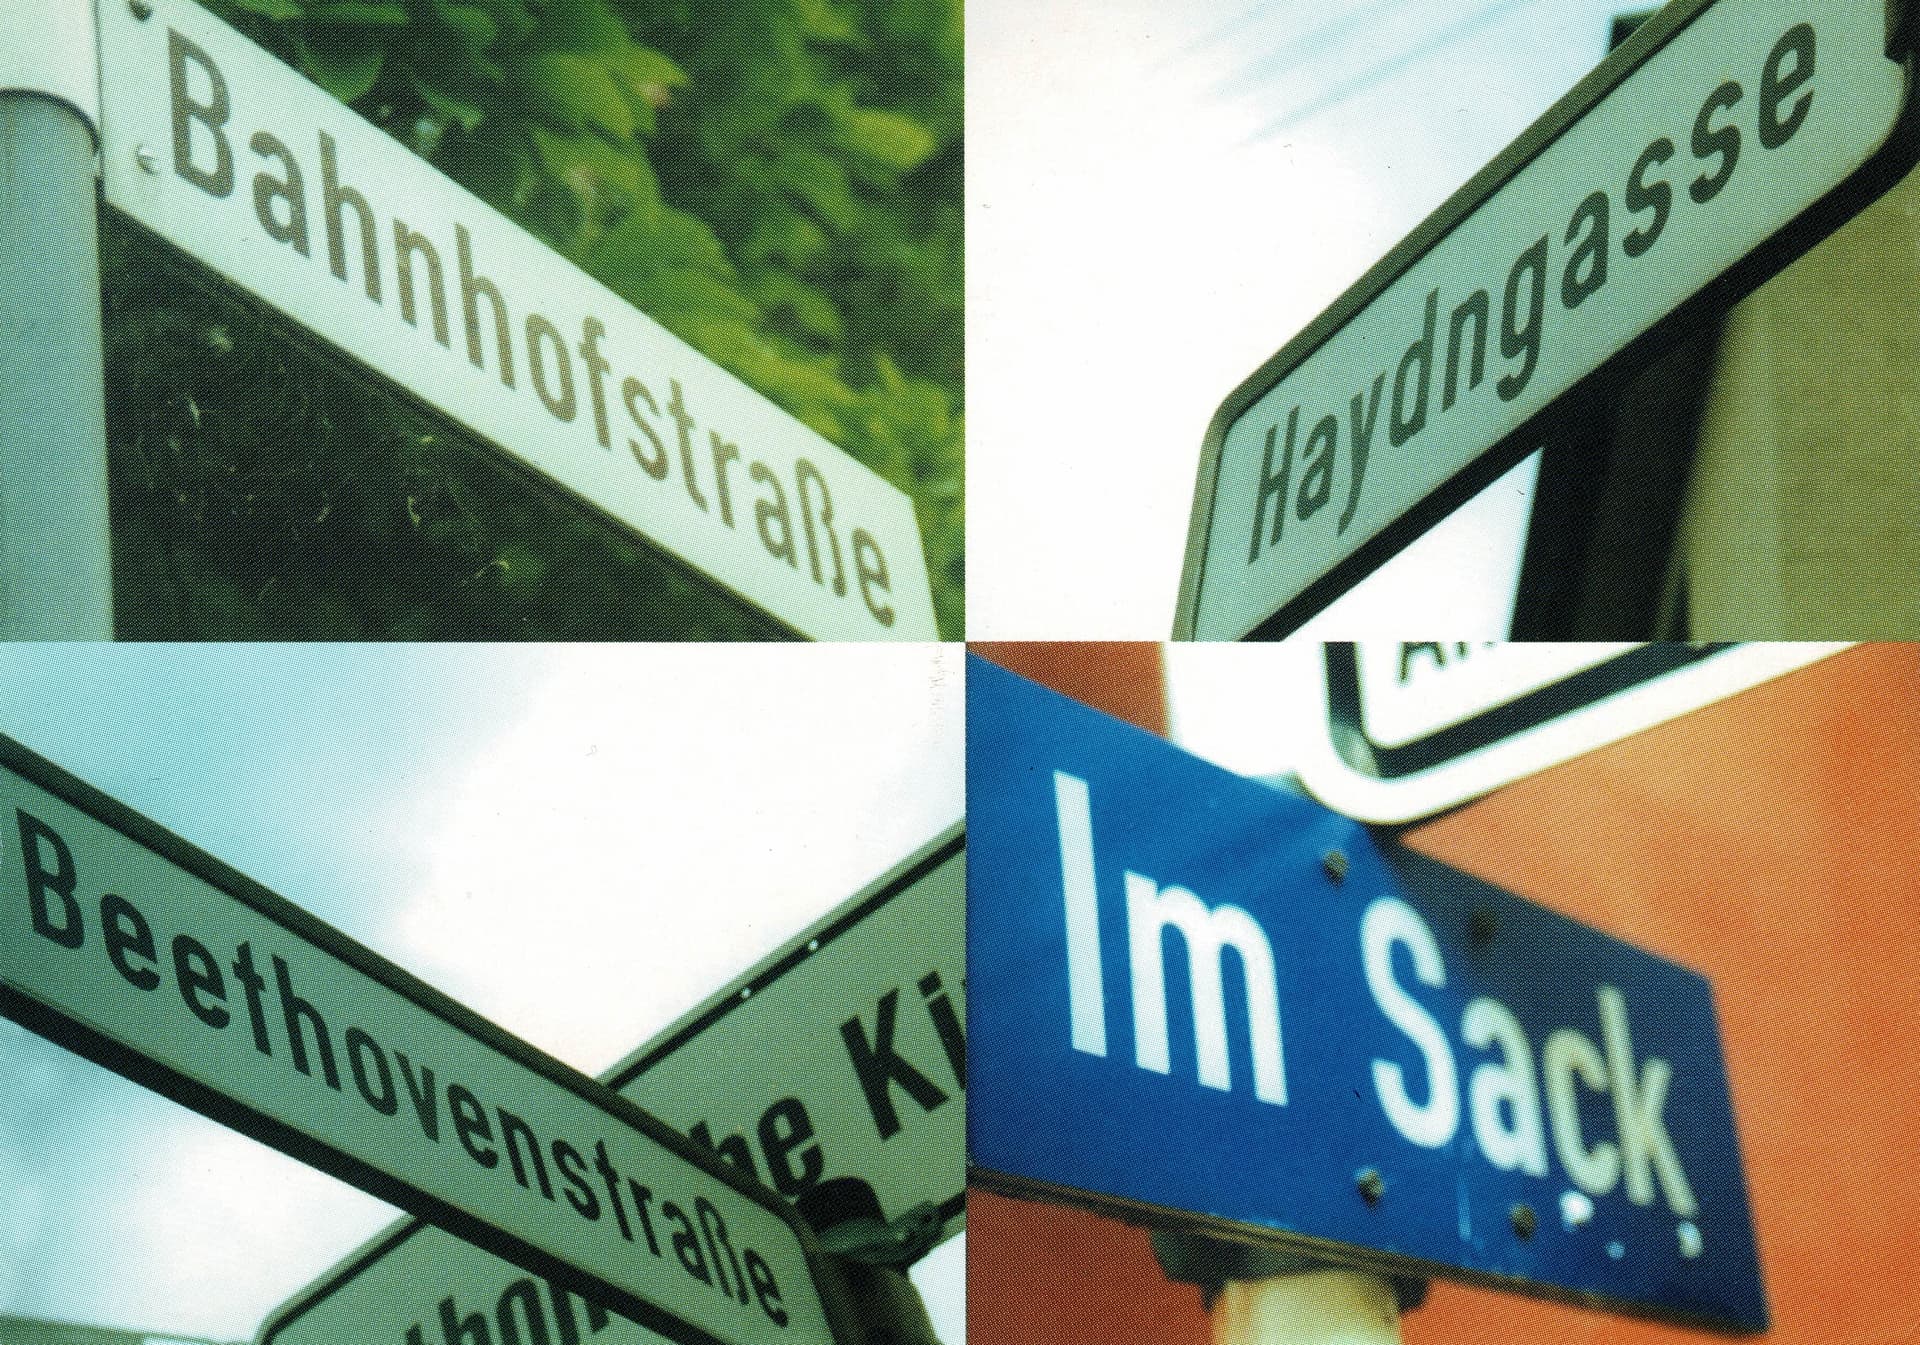 Bahnhofstraße
Haydngasse
Beethovenstraße
Im Sack